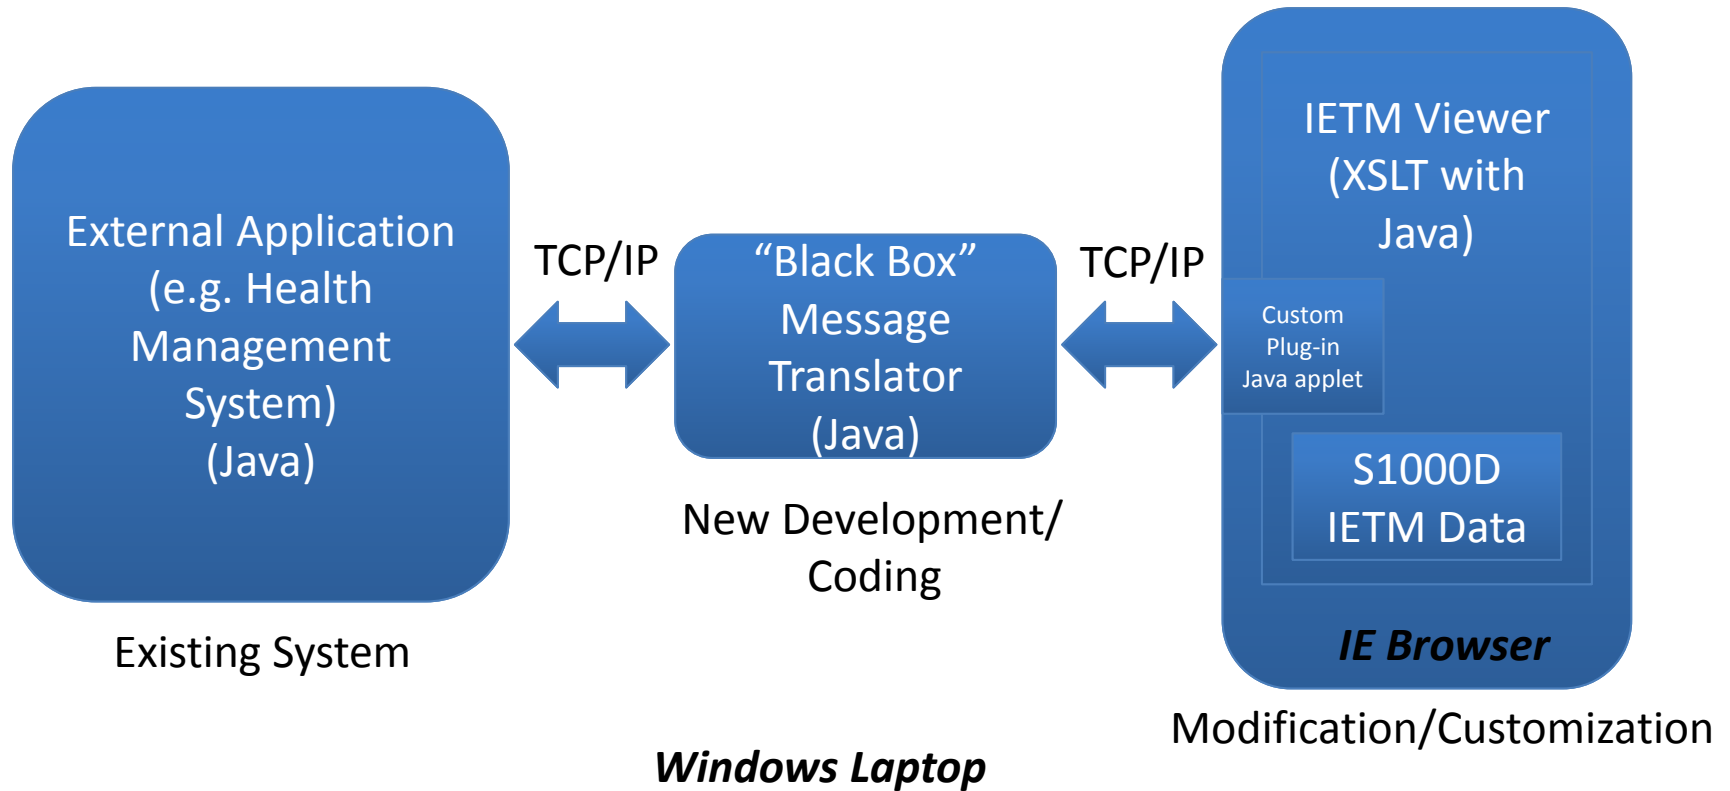 External Application
(e.g. Health
Management
System)
(Java)
Existing System
TCP/IP
“Black Box”
Message
Translator
(Java)
New Development/
Coding
TCP/IP
IETM Viewer
(XSLT with
Java)
Custom
Plug-in
Java applet
S1000D
IETM Data
IE Browser
Modification/Customization
Windows Laptop